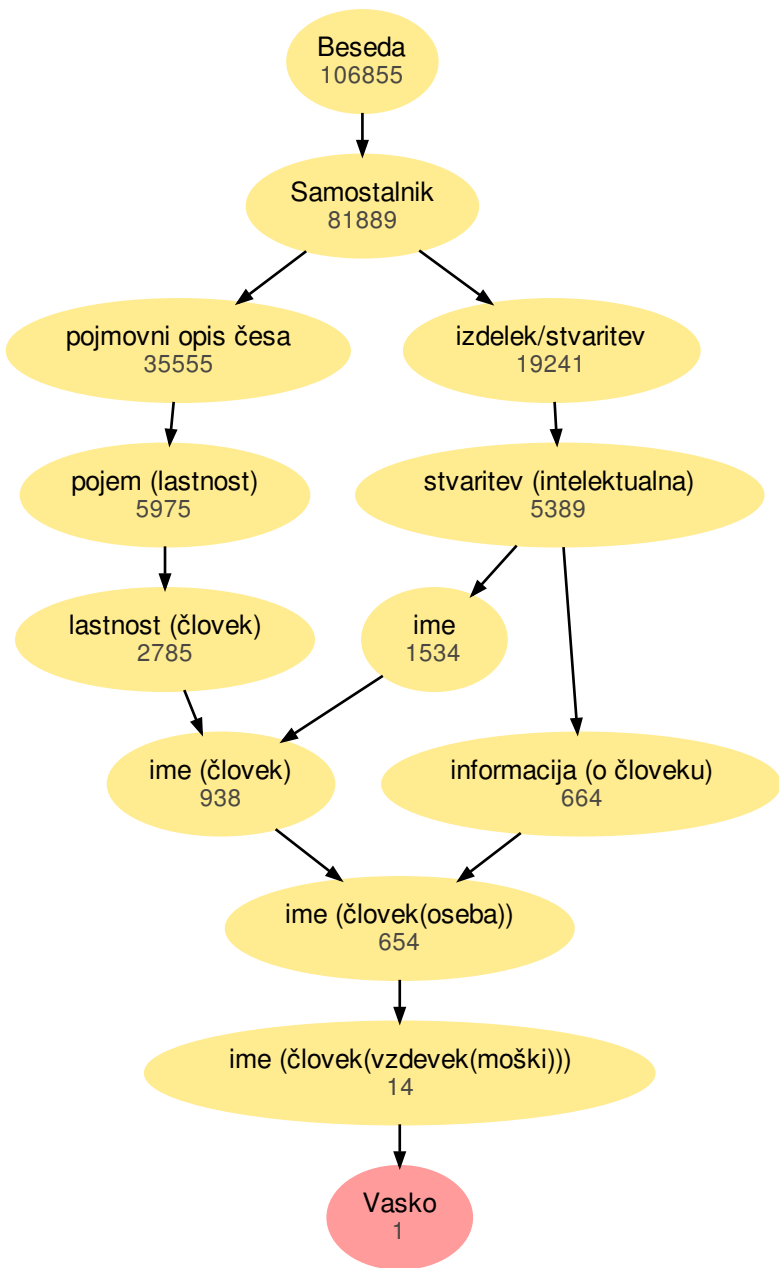 Beseda
106855
Samostalnik
81889
pojmovni opis česa
35555
izdelek/stvaritev
19241
pojem (lastnost)
5975
stvaritev (intelektualna)
5389
lastnost (človek)
2785
ime
1534
ime (človek)
938
informacija (o človeku)
664
ime (človek(oseba))
654
ime (človek(vzdevek(moški)))
14
Vasko
1